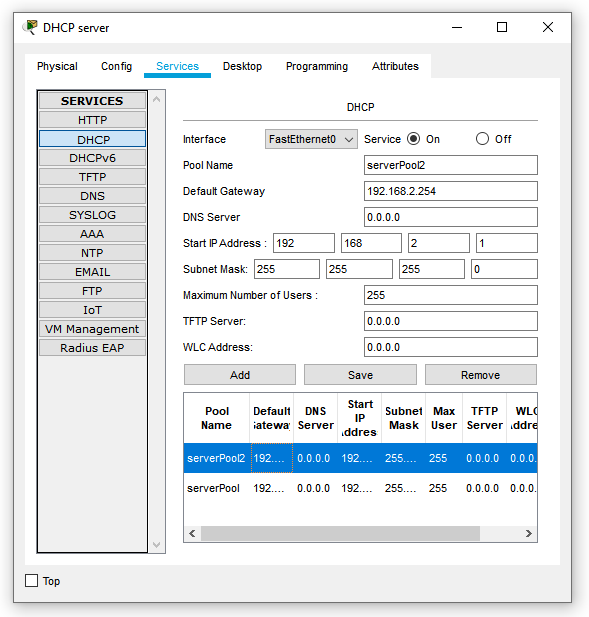 DHCP server
Physical Config Services Desktop Programming Attributes
SERVICES
HTTP
DHCP
DHCPv6
TFTP
DNS
SYSLOG
AAA
NTP
EMAIL
FTP
IoT
VM Management
Radius EAP
DHCP
Interface FastEthernet0 Service On Off
Pool Name serverPool2
Default Gateway 192.168.2.254
DNS Server 0.0.0.0
Start IP Address : 192 168 2 1
Subnet Mask: 255 255 255 0
Maximum Number of Users : 255
TFTP Server: 0.0.0.0
WLC Address: 0.0.0.0
Add Save Remove
Pool Name Default Gateway DNS Server Start IP Addres Subnet Mask Max User TFTP Server WLC Addre
serverPool2 192.... 0.0.0.0 192.... 255.... 255 0.0.0.0 0.0.0.
serverPool 192.... 0.0.0.0 192.... 255.... 255 0.0.0.0 0.0.0.
Top